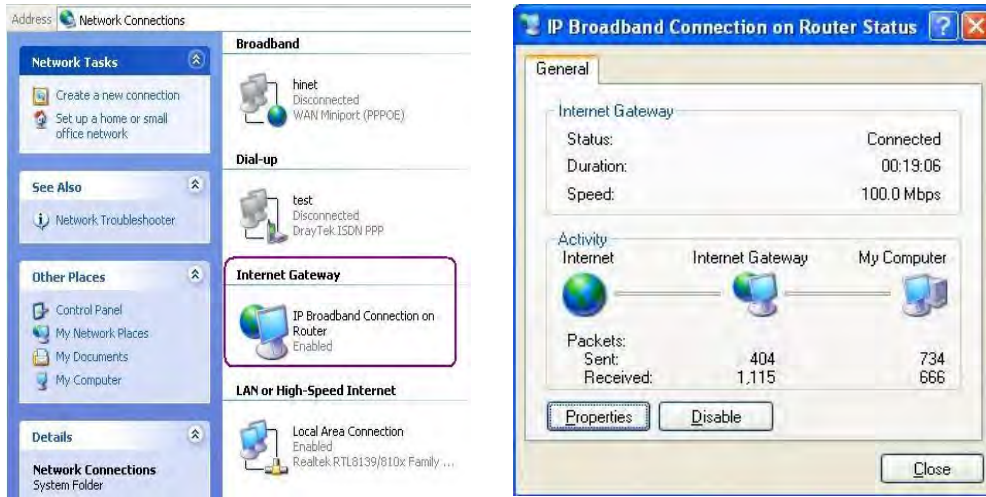 Address Network Connections
Network Tasks
Create a new connection
Set up a home or small
office network
See Also
Network Troubleshooter
Other Places
Control Panel
My Network Places
My Documents
My Computer
Details
Network Connections
System Folder
Broadband
hinet
Disconnected
WAN Miniport (PPPOE)
Dial-up
test
Disconnected
DrayTek ISDN PPP
Internet Gateway
IP Broadband Connection on
Router
Enabled
LAN or High-Speed Internet
Local Area Connection
Enabled
Realtek RTL8139/810x Family ...
IP Broadband Connection on Router Status
General
Internet Gateway
Status: Connected
Duration: 00:19:06
Speed: 100.0 Mbps
Activity
Internet Internet Gateway My Computer
Packets:
Sent: 404 734
Received: 1,115 666
Properties Disable
Close